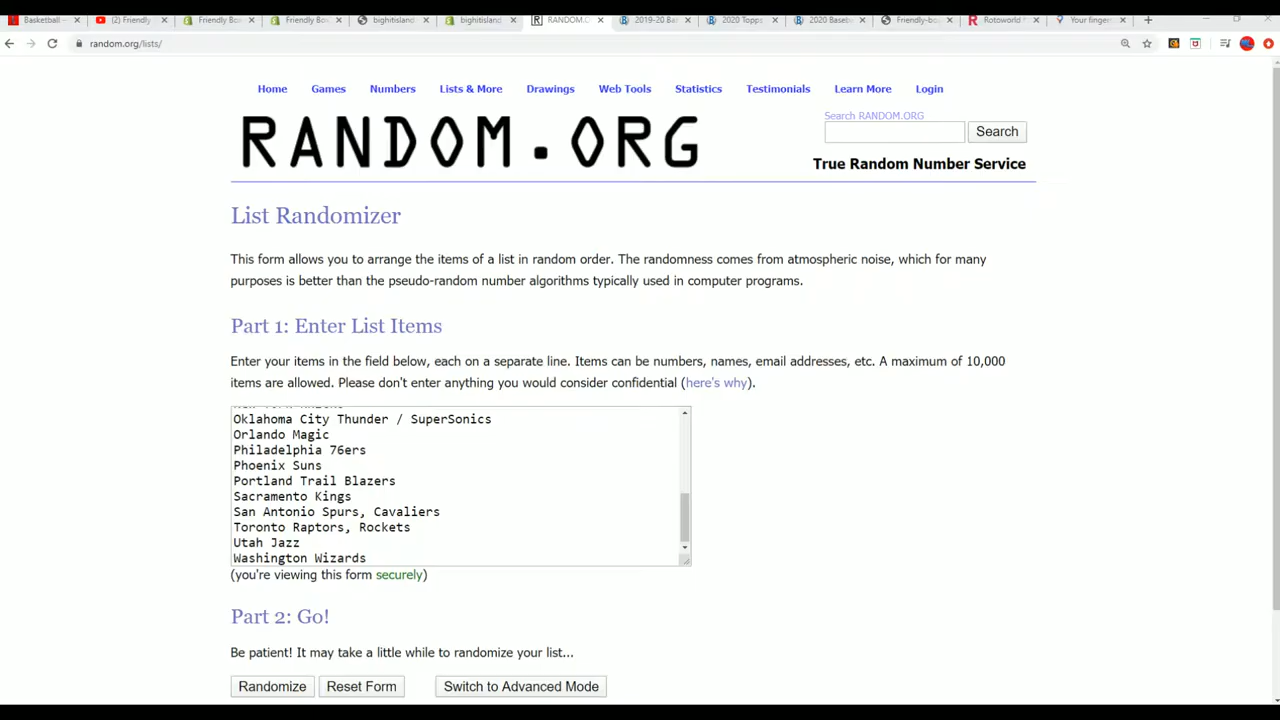 Basketball –
(2) Friendly
Friendly Bo
Friendly Bo
bighitisland
bighitisland
RANDOM.O
2019-20 Ba
2020 Topps
2020 Baseb
Friendly-bo
Rotoworld
Your finger
random.org/lists/
Home Games Numbers Lists & More Drawings Web Tools Statistics Testimonials Learn More Login
RANDOM.ORG
Search RANDOM.ORG
Search
True Random Number Service
List Randomizer
This form allows you to arrange the items of a list in random order. The randomness comes from atmospheric noise, which for many
purposes is better than the pseudo-random number algorithms typically used in computer programs.
Part 1: Enter List Items
Enter your items in the field below, each on a separate line. Items can be numbers, names, email addresses, etc. A maximum of 10,000
items are allowed. Please don't enter anything you would consider confidential (here's why).
Oklahoma City Thunder / SuperSonics
Orlando Magic
Philadelphia 76ers
Phoenix Suns
Portland Trail Blazers
Sacramento Kings
San Antonio Spurs, Cavaliers
Toronto Raptors, Rockets
Utah Jazz
Washington Wizards
(you're viewing this form securely)
Part 2: Go!
Be patient! It may take a little while to randomize your list...
Randomize Reset Form Switch to Advanced Mode